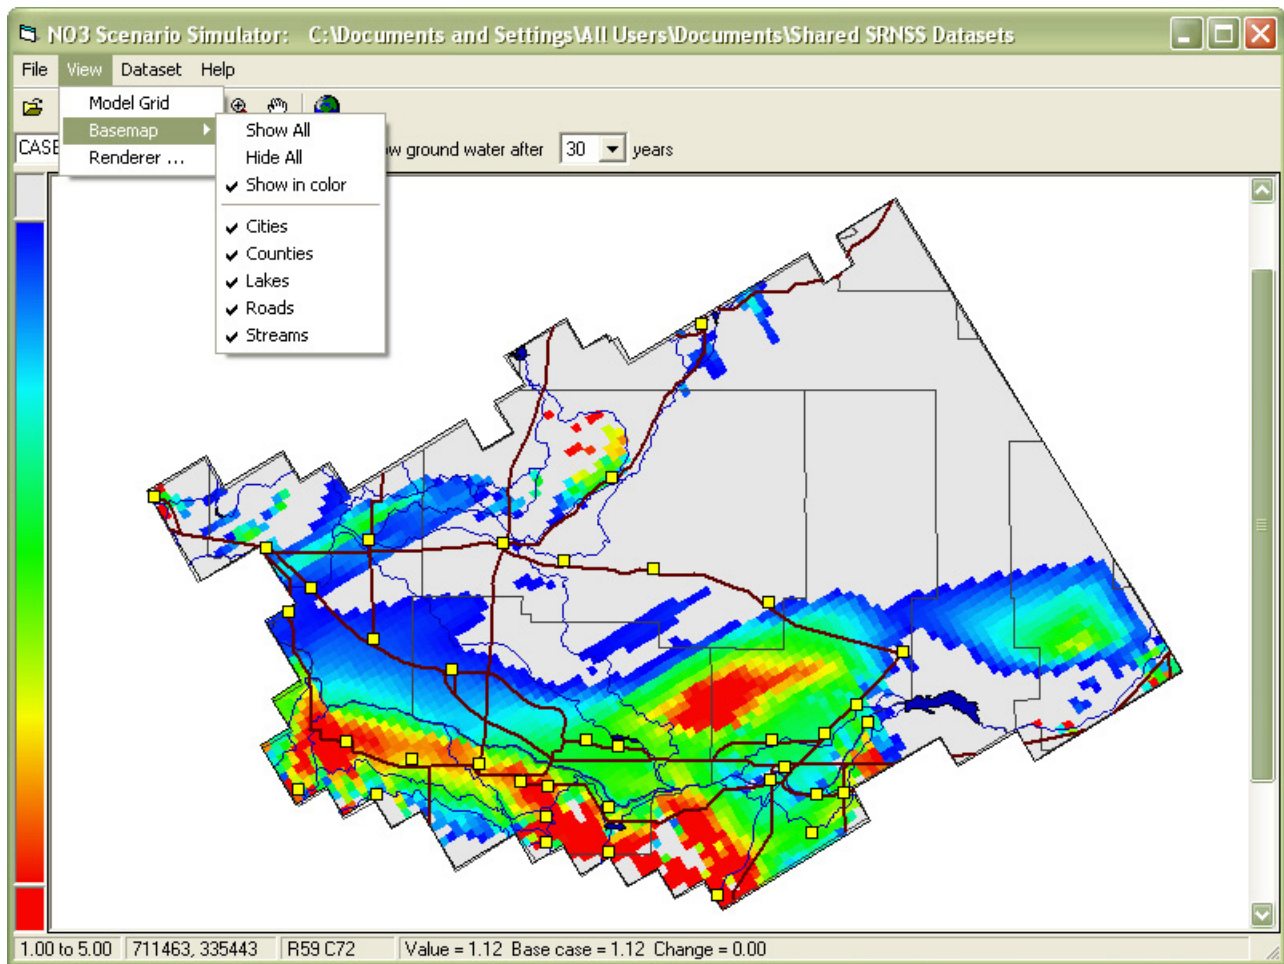 NO3 Scenario Simulator: C:\Documents and Settings\All Users\Documents\Shared SRNSS Datasets
File View Dataset Help
Model Grid
Basemap
Renderer ...
Show All
Hide All
Show in color
Cities
Counties
Lakes
Roads
Streams
CASE
ow ground water after 30 years
1.00 to 5.00 711463, 335443 R59 C72 Value = 1.12 Base case = 1.12 Change = 0.00